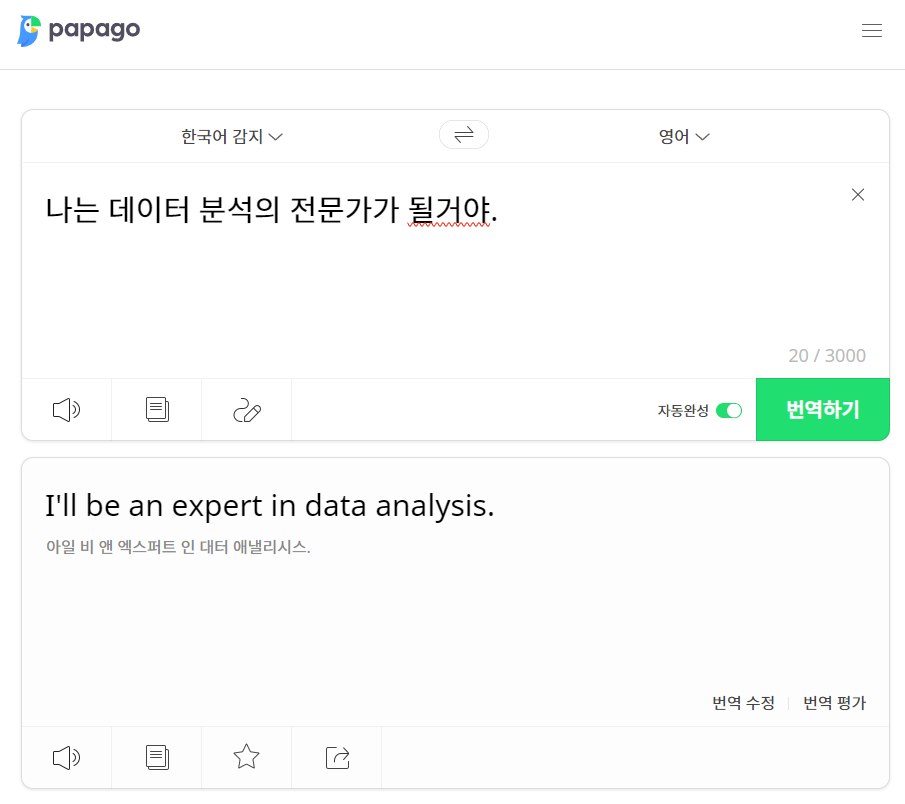 papago
한국어 감지
영어
나는 데이터 분석의 전문가가 될거야.
20 / 3000
자동완성
번역하기
I'll be an expert in data analysis.
아일 비 앤 엑스퍼트 인 대터 애낼리시스.
번역 수정
번역 평가